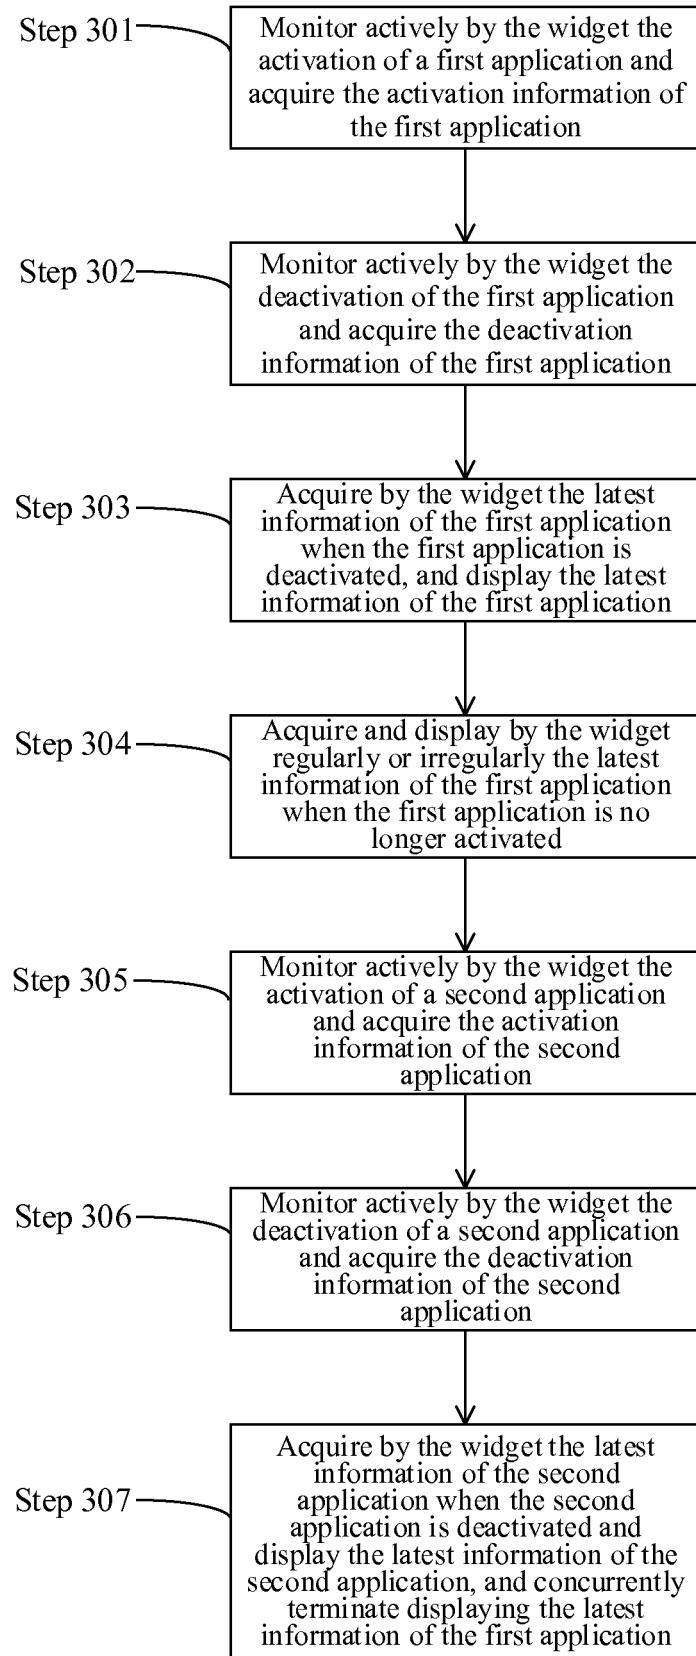 Step 301
Monitor actively by the widget the
activation of a first application and
acquire the activation information of
the first application
Step 302
Monitor actively by the widget the
deactivation of the first application
and acquire the deactivation
information of the first application
Step 303
Acquire by the widget the latest
information of the first application
when the first application is
deactivated, and display the latest
information of the first application
Step 304
Acquire and display by the widget
regularly or irregularly the latest
information of the first application
when the first application is no
longer activated
Step 305
Monitor actively by the widget the
activation of a second application
and acquire the activation
information of the second
application
Step 306
Monitor actively by the widget the
deactivation of a second application
and acquire the deactivation
information of the second
application
Step 307
Acquire by the widget the latest
information of the second
application when the second
application is deactivated and
display the latest information of the
second application, and concurrently
terminate displaying the latest
information of the first application